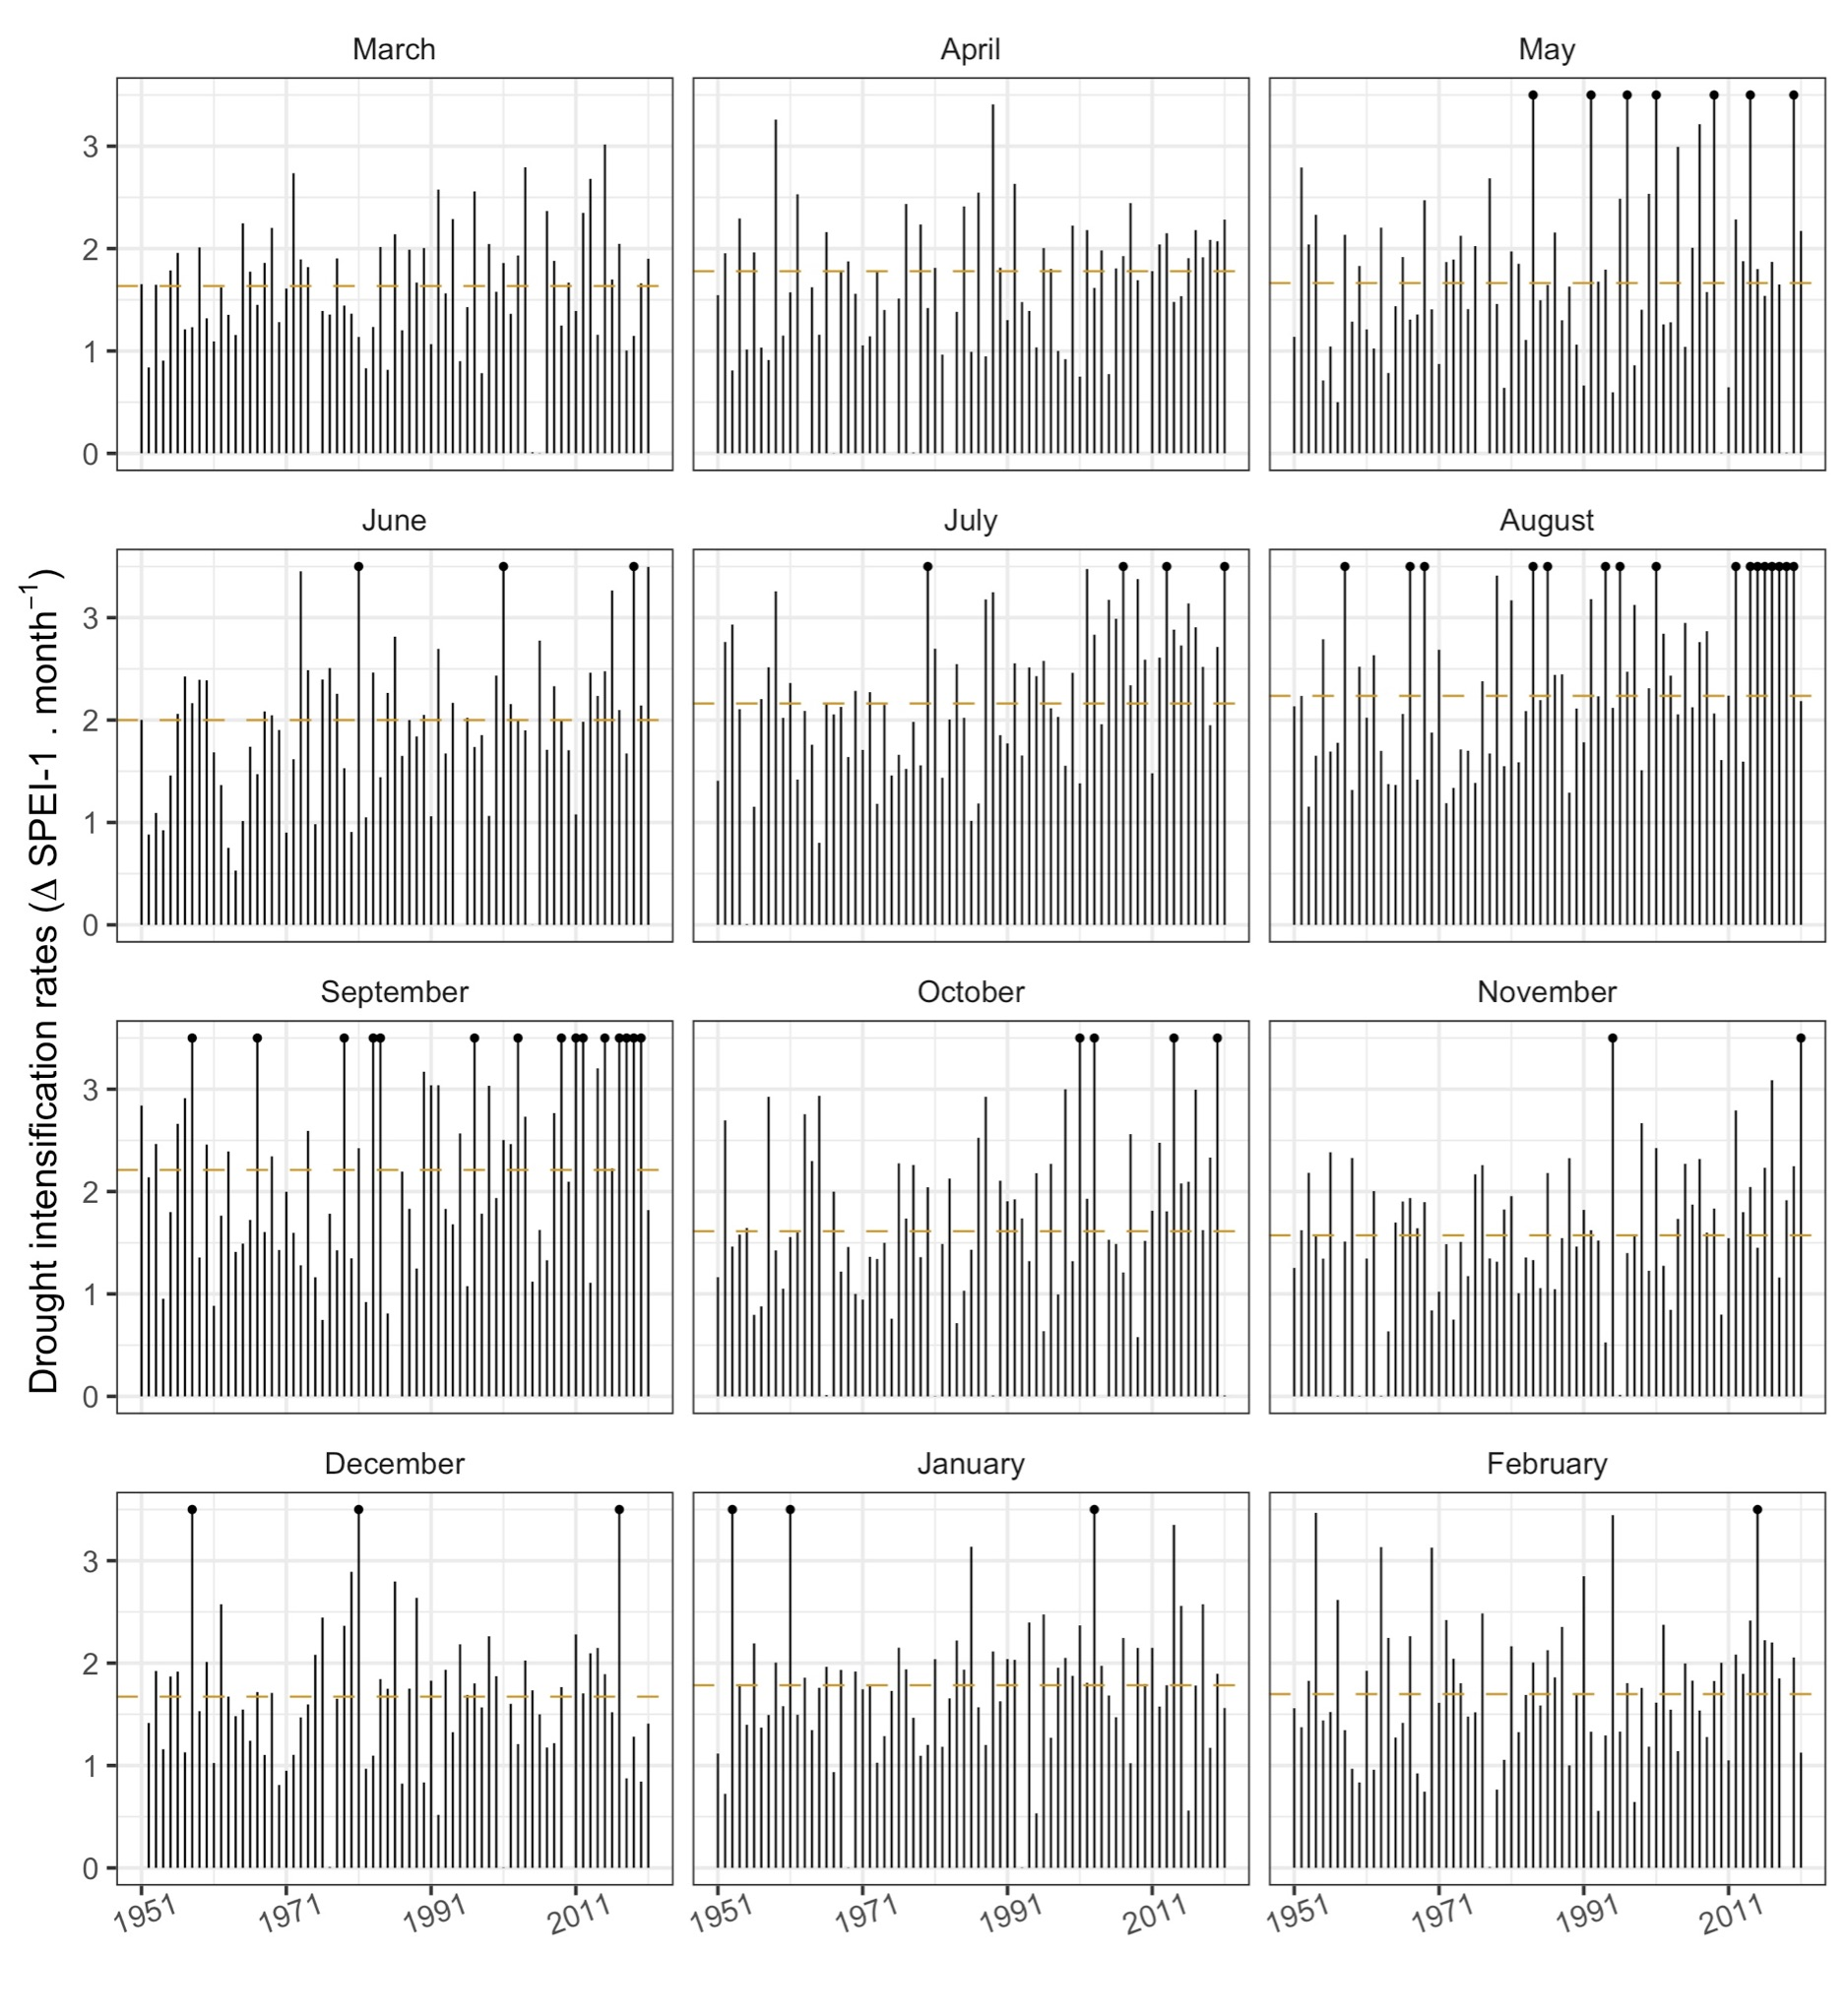 March April May
3
2
1
0
June July August
3
2
1
0
Drought intensification rates (Δ SPEI-1 . month⁻¹)
September October November
3
2
1
0
December January February
3
2
1
0
1951 1971 1991 2011 1951 1971 1991 2011 1951 1971 1991 2011